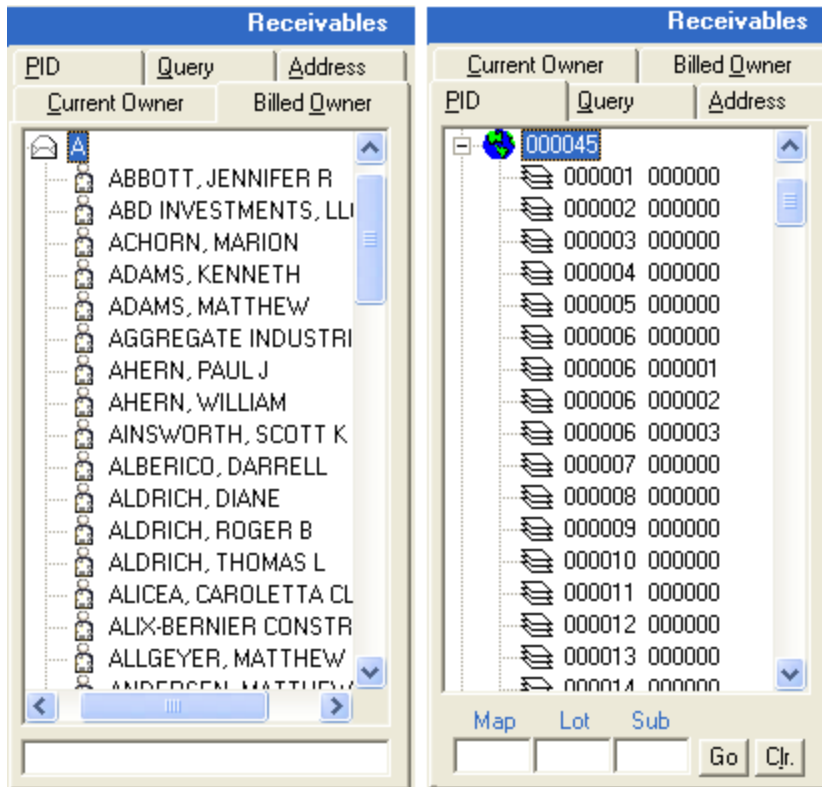 Receivables
PID Query Address
Current Owner Billed Owner
A
ABBOTT, JENNIFER R
ABD INVESTMENTS, LL
ACHORN, MARION
ADAMS, KENNETH
ADAMS, MATTHEW
AGGREGATE INDUSTRI
AHERN, PAUL J
AHERN, WILLIAM
AINSWORTH, SCOTT K
ALBERICO, DARRELL
ALDRICH, DIANE
ALDRICH, ROGER B
ALDRICH, THOMAS L
ALICEA, CAROLETTA CL
ALIX-BERNIER CONSTR
ALLGEYER, MATTHEW
ANDERSEN, MATTHEW
Receivables
Current Owner Billed Owner
PID Query Address
000045
000001 000000
000002 000000
000003 000000
000004 000000
000005 000000
000006 000000
000006 000001
000006 000002
000006 000003
000007 000000
000008 000000
000009 000000
000010 000000
000011 000000
000012 000000
000013 000000
000014 000000
Map Lot Sub
Go Clr.